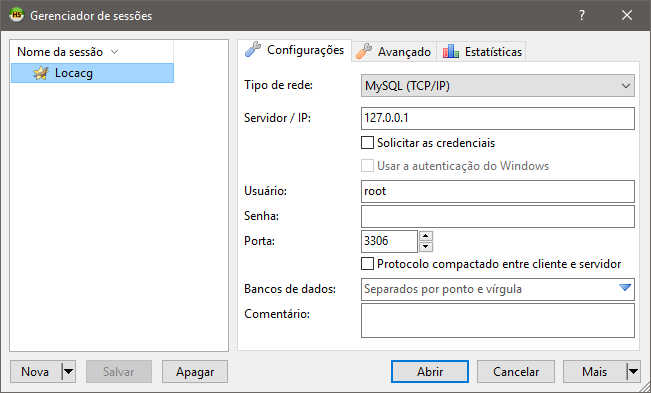 HS Gerenciador de sessões ?
Nome da sessão
Locacg
Configurações Avançado Estatísticas
Tipo de rede: MySQL (TCP/IP)
Servidor / IP: 127.0.0.1
Solicitar as credenciais
Usar a autenticação do Windows
Usuário: root
Senha:
Porta: 3306
Protocolo compactado entre cliente e servidor
Bancos de dados: Separados por ponto e vírgula
Comentário:
Nova Salvar Apagar Abrir Cancelar Mais